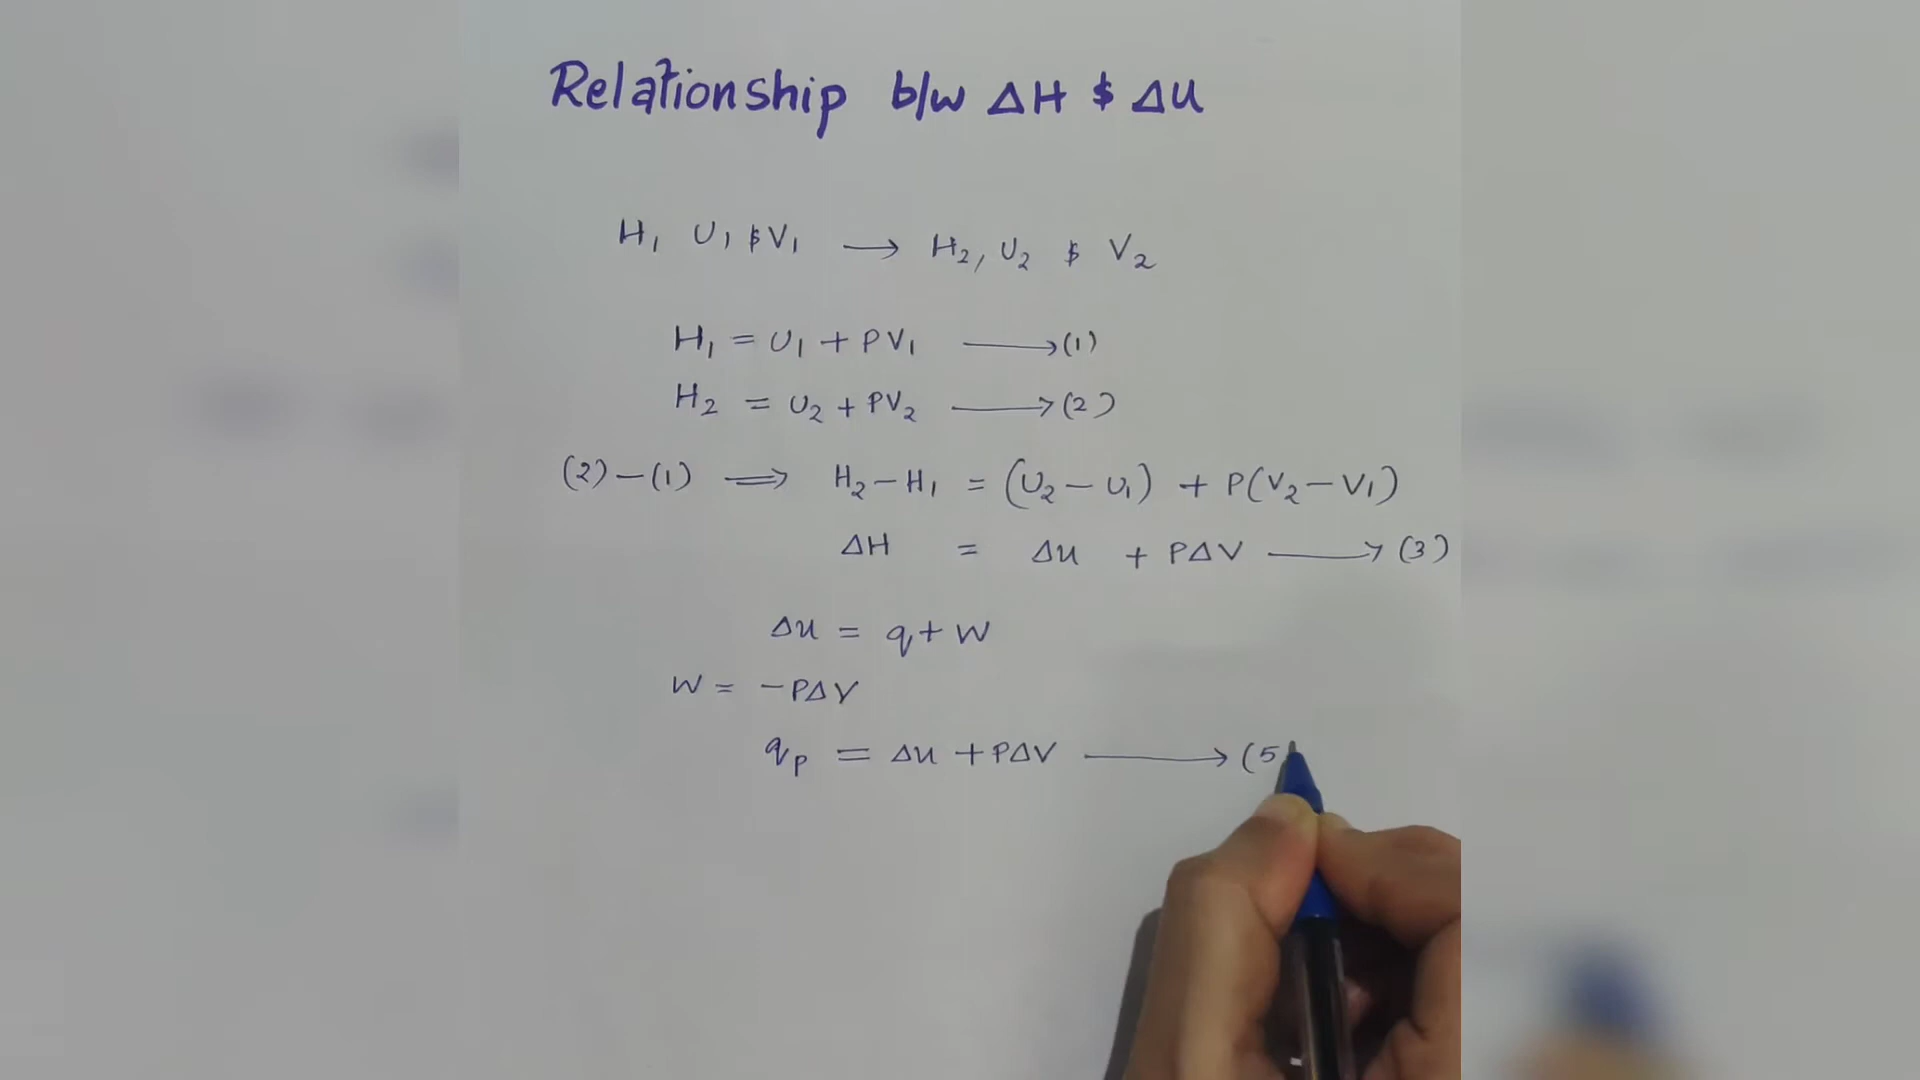 Relationship b/w ΔH & ΔU
H₁ U₁ & V₁ ⟶ H₂, U₂ & V₂
H₁ = U₁ + PV₁ ⟶ (1)
H₂ = U₂ + PV₂ ⟶ (2)
(2) – (1) ⟹ H₂ – H₁ = (U₂ – U₁) + P(V₂ – V₁)
ΔH = ΔU + PΔV ⟶ (3)
ΔU = q + W
W = –PΔV
qₚ = ΔU + PΔV ⟶ (5